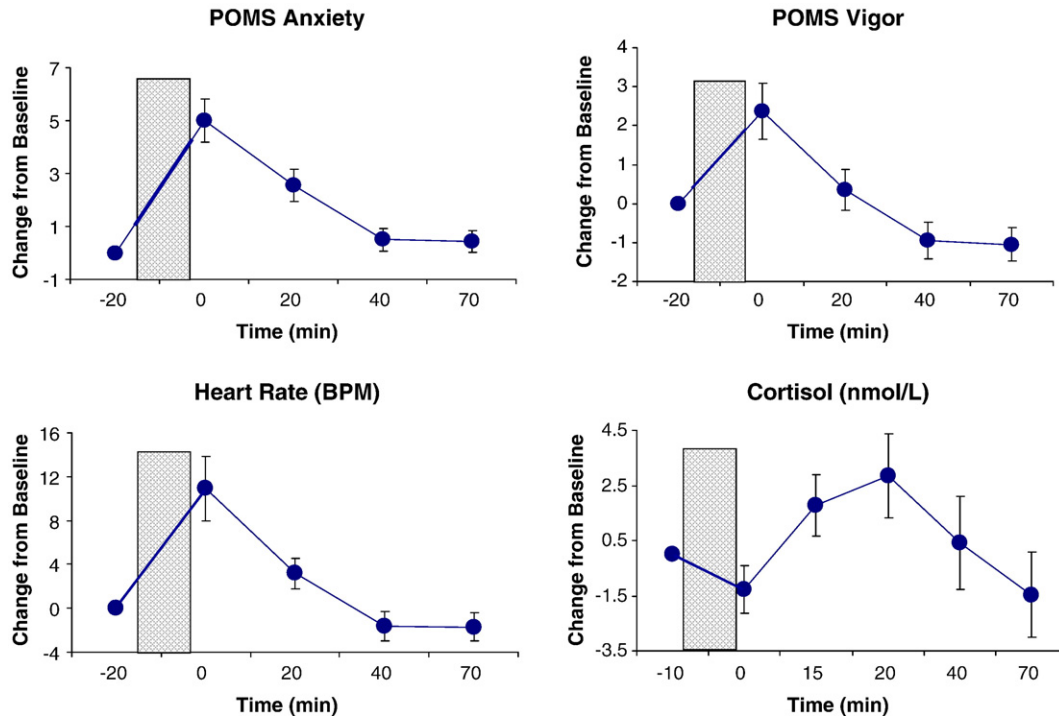 POMS Anxiety
Change from Baseline
7
5
3
1
-1
-20 0 20 40 70
Time (min)
POMS Vigor
Change from Baseline
4
3
2
1
0
-1
-2
-20 0 20 40 70
Time (min)
Heart Rate (BPM)
Change from Baseline
16
12
8
4
0
-4
-20 0 20 40 70
Time (min)
Cortisol (nmol/L)
Change from Baseline
4.5
2.5
0.5
-1.5
-3.5
-10 0 15 20 40 70
Time (min)